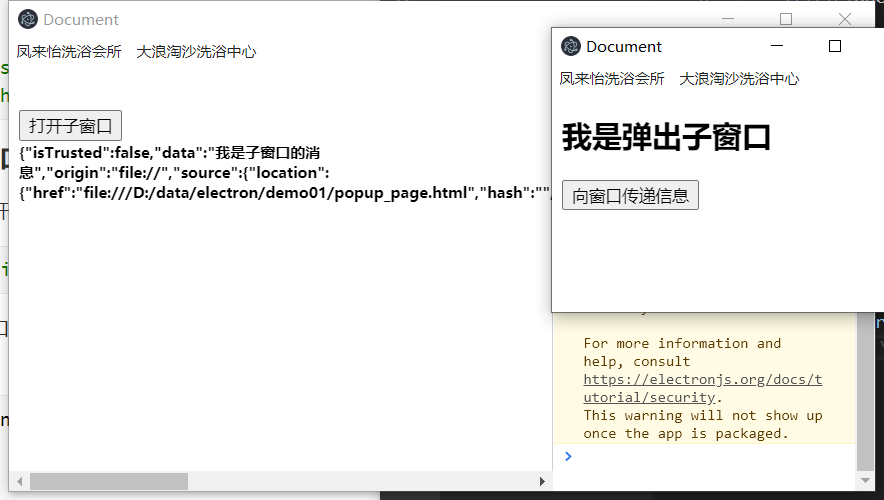 Document
凤来怡洗浴会所 大浪淘沙洗浴中心
打开子窗口
{"isTrusted":false,"data":"我是子窗口的消
息","origin":"file://","source":{"location":
{"href":"file:///D:/data/electron/demo01/popup_page.html","hash":""
Document
凤来怡洗浴会所 大浪淘沙洗浴中心
我是弹出子窗口
向窗口传递信息
For more information and
help, consult
https://electronjs.org/docs/t
utorial/security.
This warning will not show up
once the app is packaged.